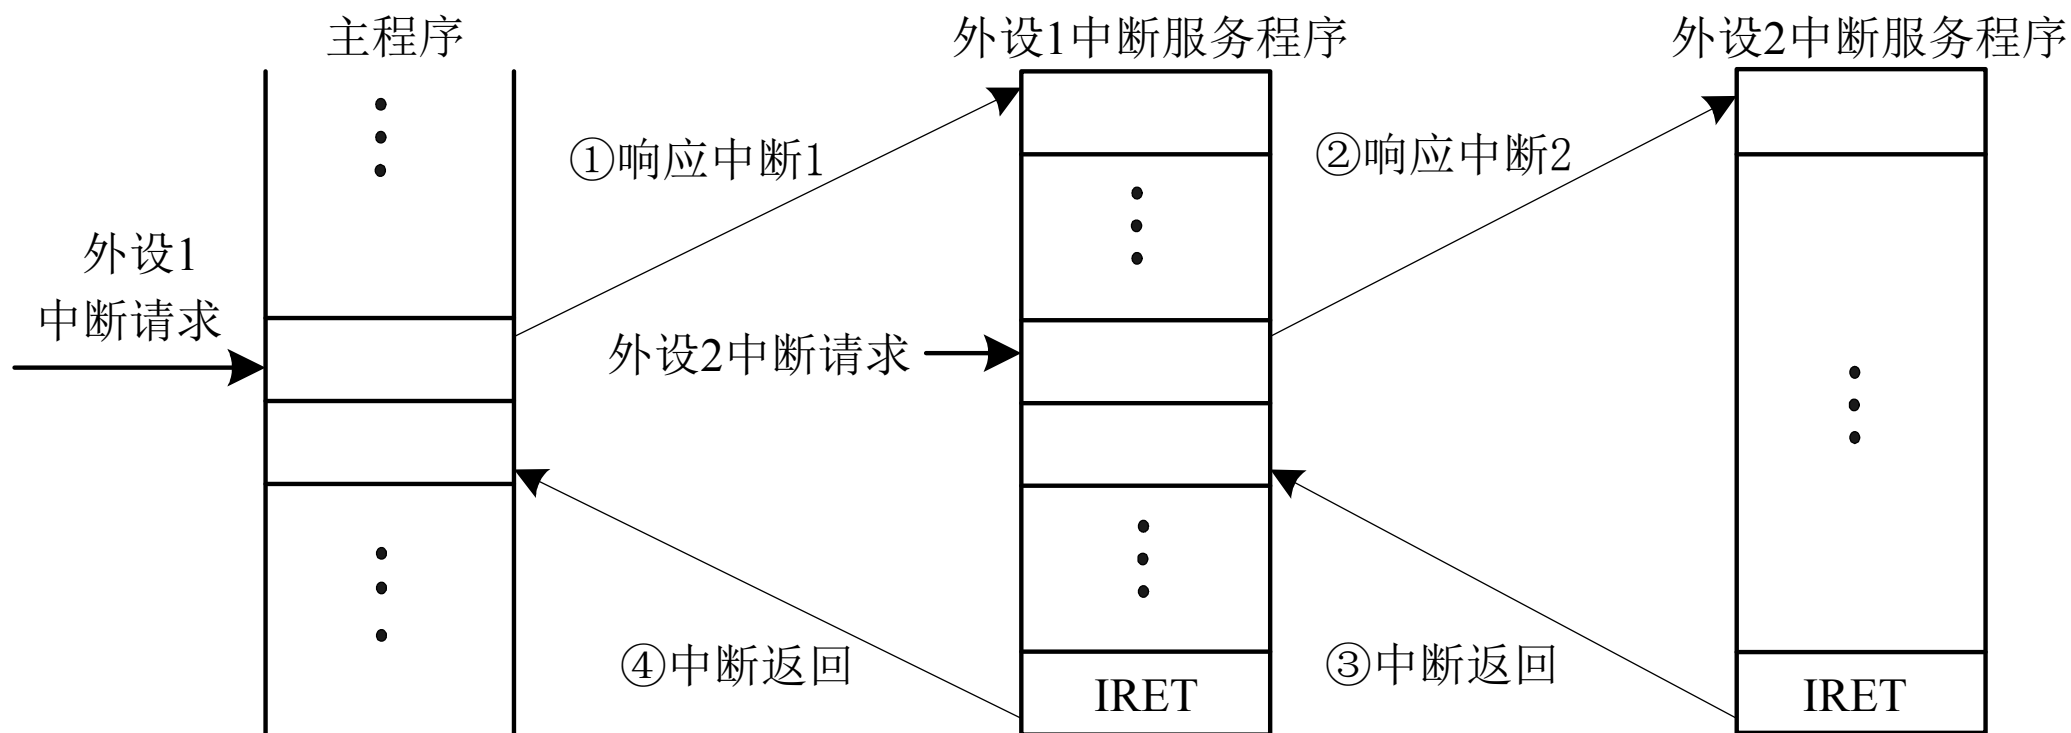 主程序
外设1中断服务程序
外设2中断服务程序
①响应中断1
②响应中断2
外设1
中断请求
外设2中断请求
④中断返回
③中断返回
IRET
IRET